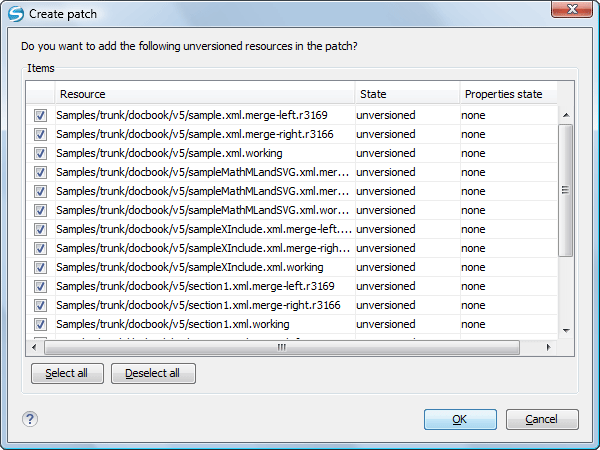 Create patch
Do you want to add the following unversioned resources in the patch?
Items
Resource State Properties state
Samples/trunk/docbook/v5/sample.xml.merge-left.r3169 unversioned none
Samples/trunk/docbook/v5/sample.xml.merge-right.r3166 unversioned none
Samples/trunk/docbook/v5/sample.xml.working unversioned none
Samples/trunk/docbook/v5/sampleMathMLandSVG.xml.mer... unversioned none
Samples/trunk/docbook/v5/sampleMathMLandSVG.xml.mer... unversioned none
Samples/trunk/docbook/v5/sampleMathMLandSVG.xml.wor... unversioned none
Samples/trunk/docbook/v5/sampleXInclude.xml.merge-left.... unversioned none
Samples/trunk/docbook/v5/sampleXInclude.xml.merge-righ... unversioned none
Samples/trunk/docbook/v5/sampleXInclude.xml.working unversioned none
Samples/trunk/docbook/v5/section1.xml.merge-left.r3169 unversioned none
Samples/trunk/docbook/v5/section1.xml.merge-right.r3166 unversioned none
Samples/trunk/docbook/v5/section1.xml.working unversioned none
Select all Deselect all
? OK Cancel